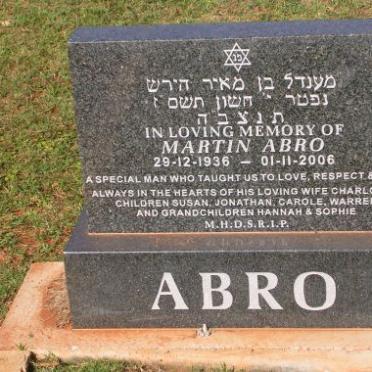 פנ
מענדל בן מאיר הירש
נפטר י' חשון תשס"ז
ת נ צ ב ה
IN LOVING MEMORY OF
MARTIN ABRO
29-12-1936 – 01-11-2006
A SPECIAL MAN WHO TAUGHT US TO LOVE, RESPECT &
ALWAYS IN THE HEARTS OF HIS LOVING WIFE
CHILDREN SUSAN, JONATHAN, CAROLE,
AND GRANDCHILDREN HANNAH & SOPHIE
M.H.D.S.R.I.P.
ABRO